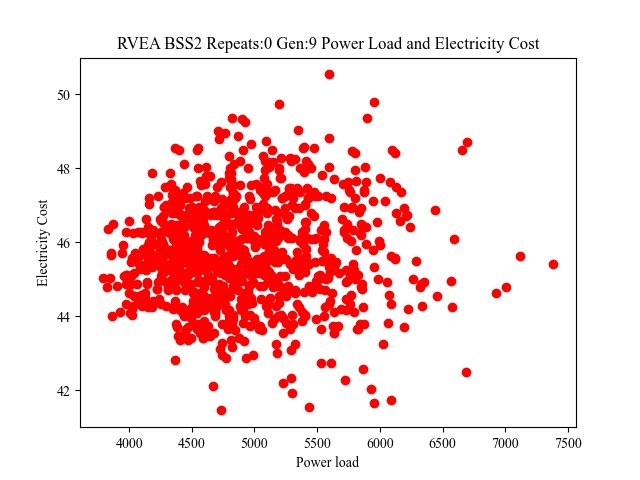 RVEA BSS2 Repeats:0 Gen:9 Power Load and Electricity Cost
50
48
46
44
42
Electricity Cost
4000 4500 5000 5500 6000 6500 7000 7500
Power load